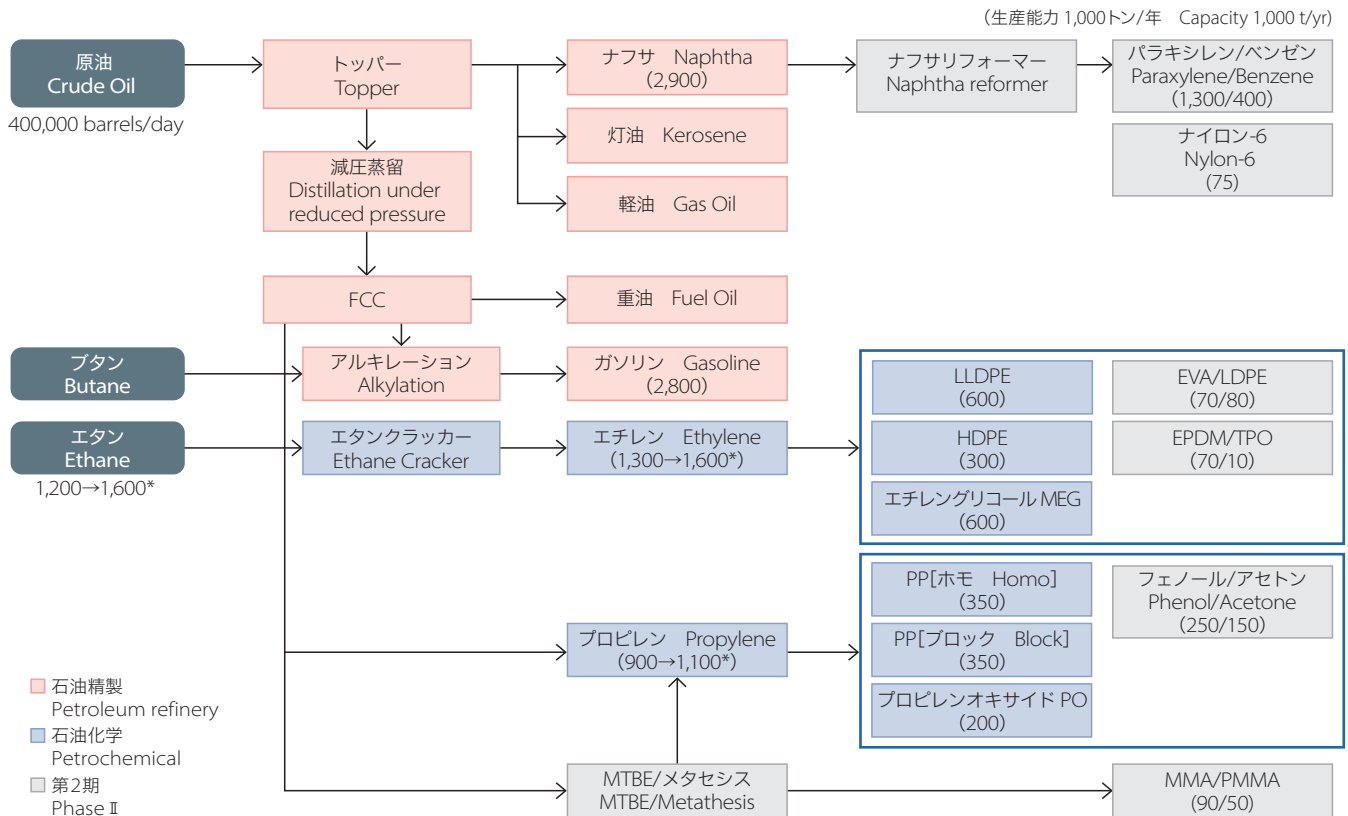 （生産能力 1,000トン/年　Capacity 1,000 t/yr）
原油
Crude Oil
400,000 barrels/day
トッパー
Topper
ナフサ　Naphtha
（2,900）
ナフサリフォーマー
Naphtha reformer
パラキシレン/ベンゼン
Paraxylene/Benzene
（1,300/400）
灯油　Kerosene
ナイロン-6
Nylon-6
（75）
減圧蒸留
Distillation under
reduced pressure
軽油　Gas Oil
FCC
重油　Fuel Oil
ブタン
Butane
アルキレーション
Alkylation
ガソリン　Gasoline
（2,800）
LLDPE
（600）
EVA/LDPE
（70/80）
エタン
Ethane
1,200→1,600*
エタンクラッカー
Ethane Cracker
エチレン　Ethylene
（1,300→1,600*）
HDPE
（300）
EPDM/TPO
（70/10）
エチレングリコール MEG
（600）
PP[ホモ　Homo]
（350）
フェノール/アセトン
Phenol/Acetone
（250/150）
プロピレン　Propylene
（900→1,100*）
PP[ブロック　Block]
（350）
プロピレンオキサイド PO
（200）
石油精製
Petroleum refinery
石油化学
Petrochemical
第2期
Phase Ⅱ
MTBE/メタセシス
MTBE/Metathesis
MMA/PMMA
（90/50）